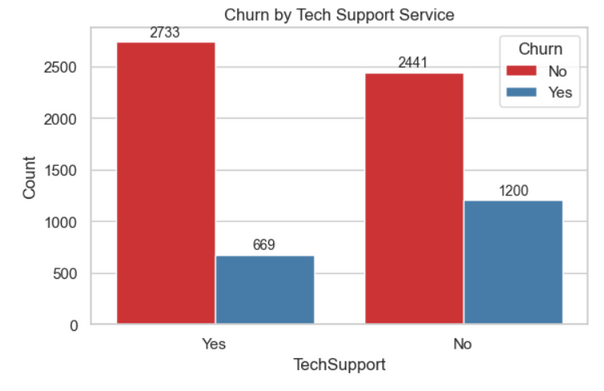 Churn by Tech Support Service
2733
2441
1200
669
Churn
No
Yes
Count
2500
2000
1500
1000
500
0
Yes
No
TechSupport